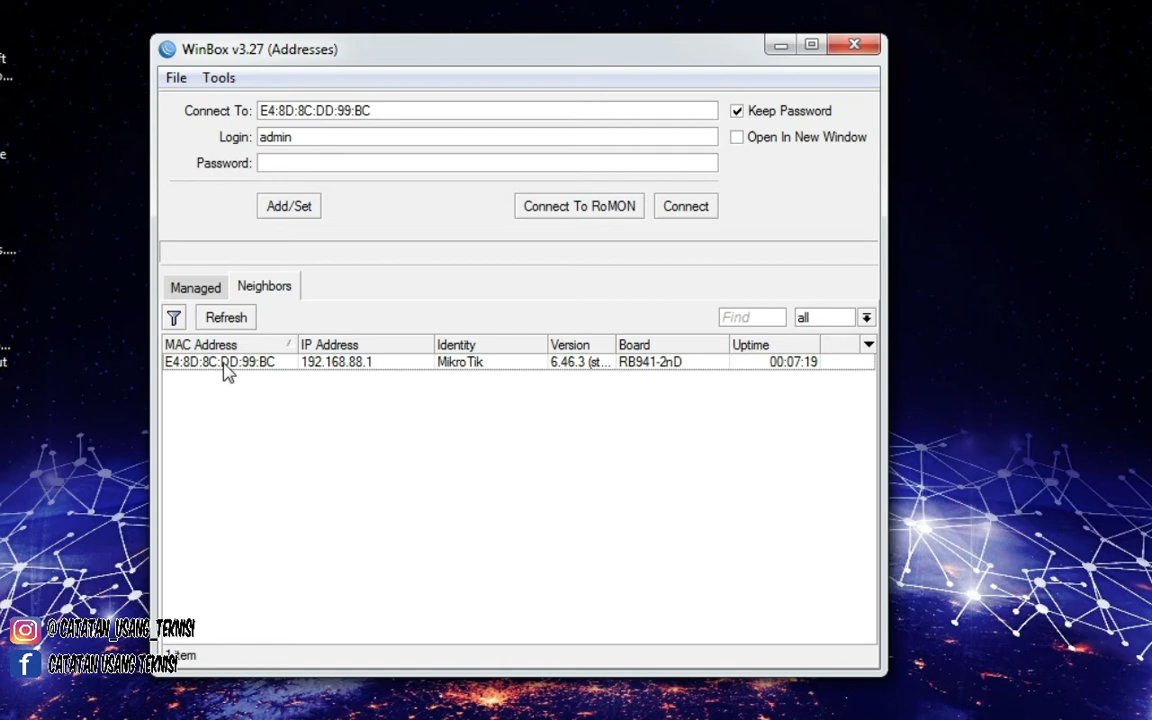 ft
WinBox v3.27 (Addresses)
File Tools
Connect To: E4:8D:8C:DD:99:BC Keep Password
Login: admin Open In New Window
Password:
Add/Set Connect To RoMON Connect
Managed Neighbors
Refresh Find all
MAC Address IP Address Identity Version Board Uptime
E4:8D:8C:DD:99:BC 192.168.88.1 MikroTik 6.46.3 (st... RB941-2nD 00:07:19
ut
@CATATAN_USANG_TEKNISI
CATATAN USANG TEKNISI